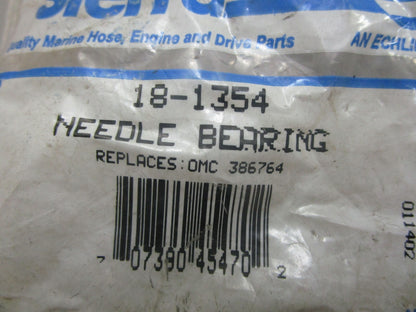 Quality Marine Hose, Engine and Drive Parts
AN ECHLIN
18-1354
NEEDLE BEARING
REPLACES: OMC 386764
7 07390 45470 2
011402